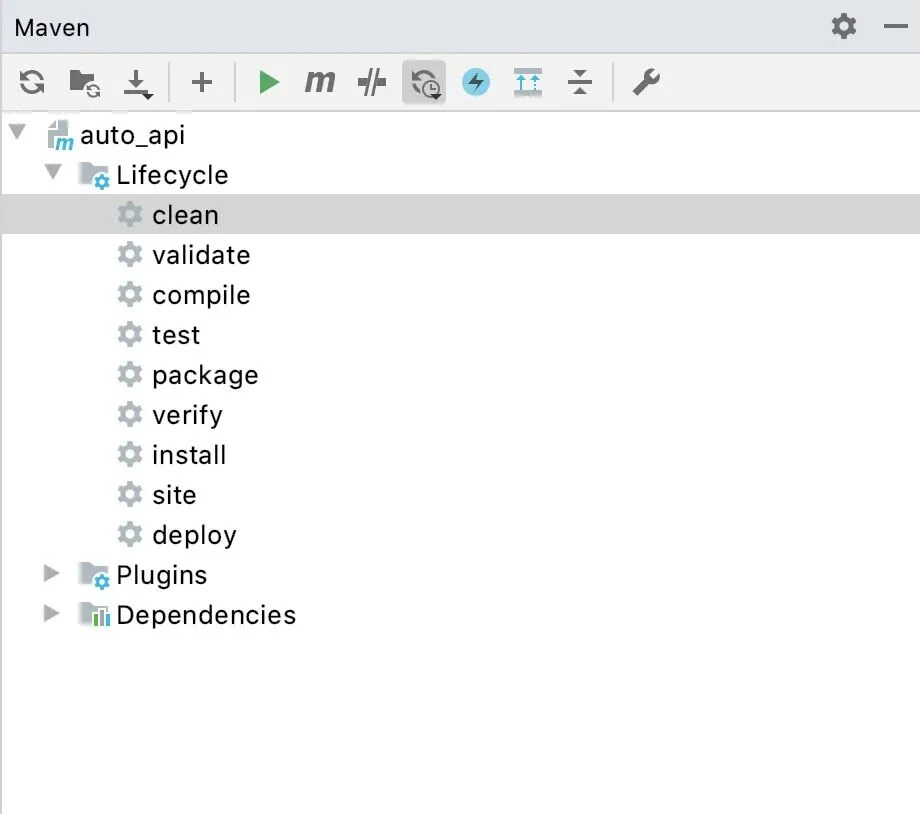 Maven
m
auto_api
Lifecycle
clean
validate
compile
test
package
verify
install
site
deploy
Plugins
Dependencies